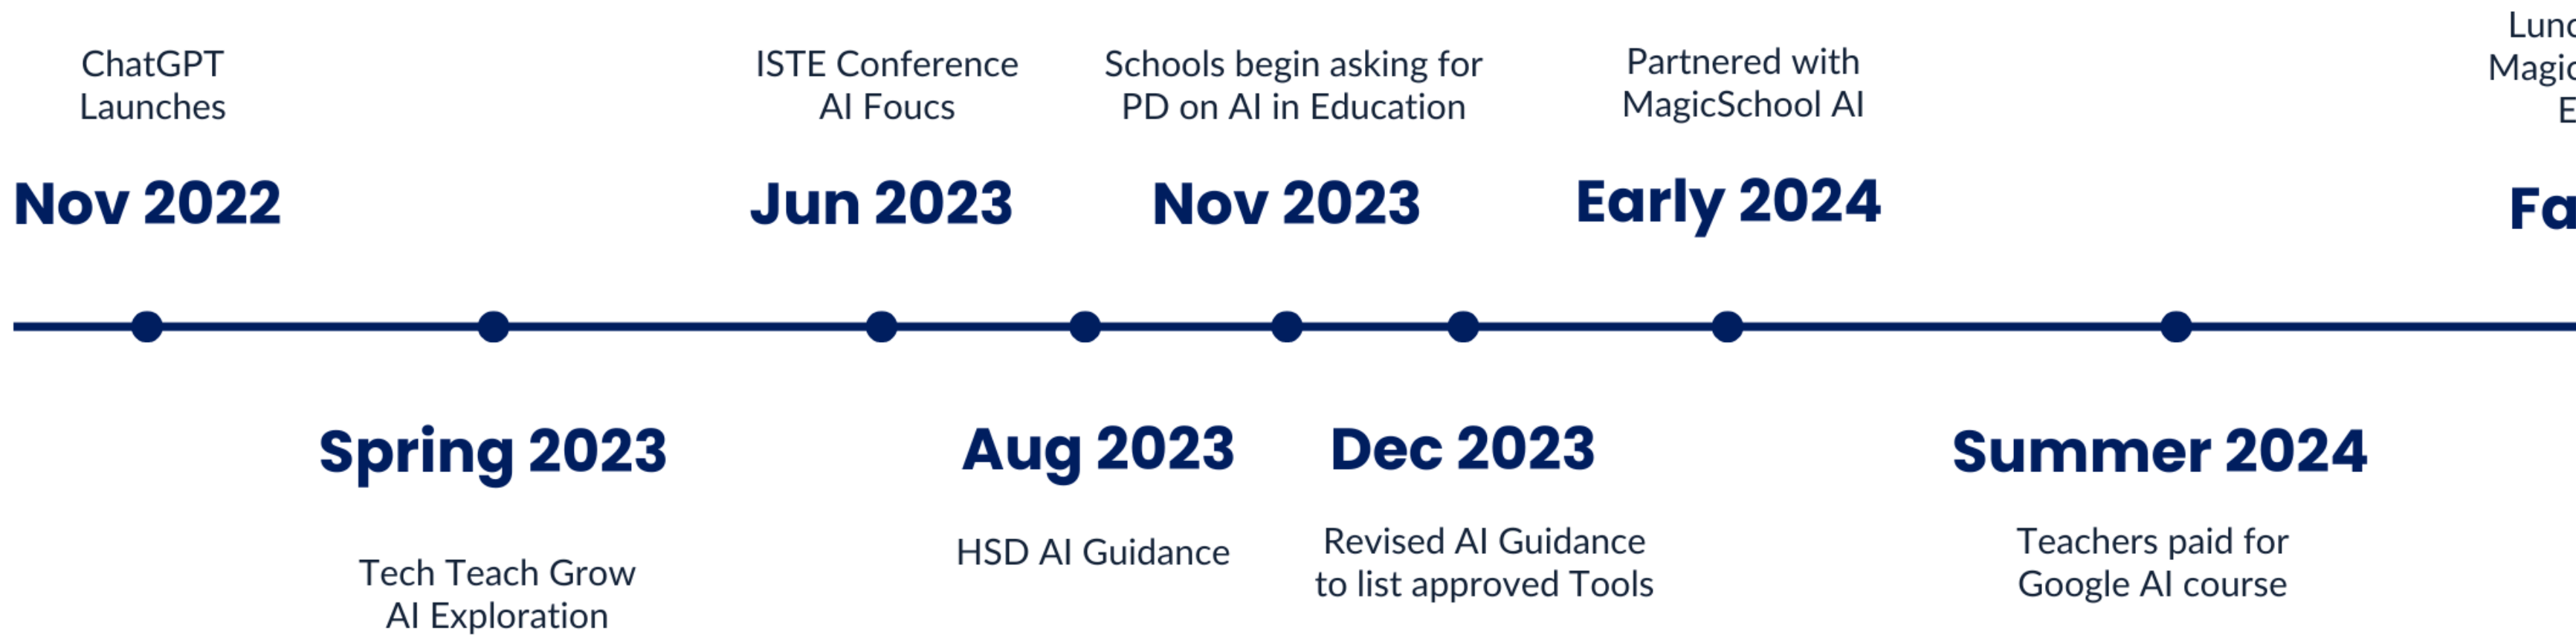 ChatGPT
Launches
Nov 2022
Spring 2023
Tech Teach Grow
AI Exploration
ISTE Conference
AI Foucs
Jun 2023
Aug 2023
HSD AI Guidance
Schools begin asking for
PD on AI in Education
Nov 2023
Dec 2023
Revised AI Guidance
to list approved Tools
Partnered with
MagicSchool AI
Early 2024
Summer 2024
Teachers paid for
Google AI course